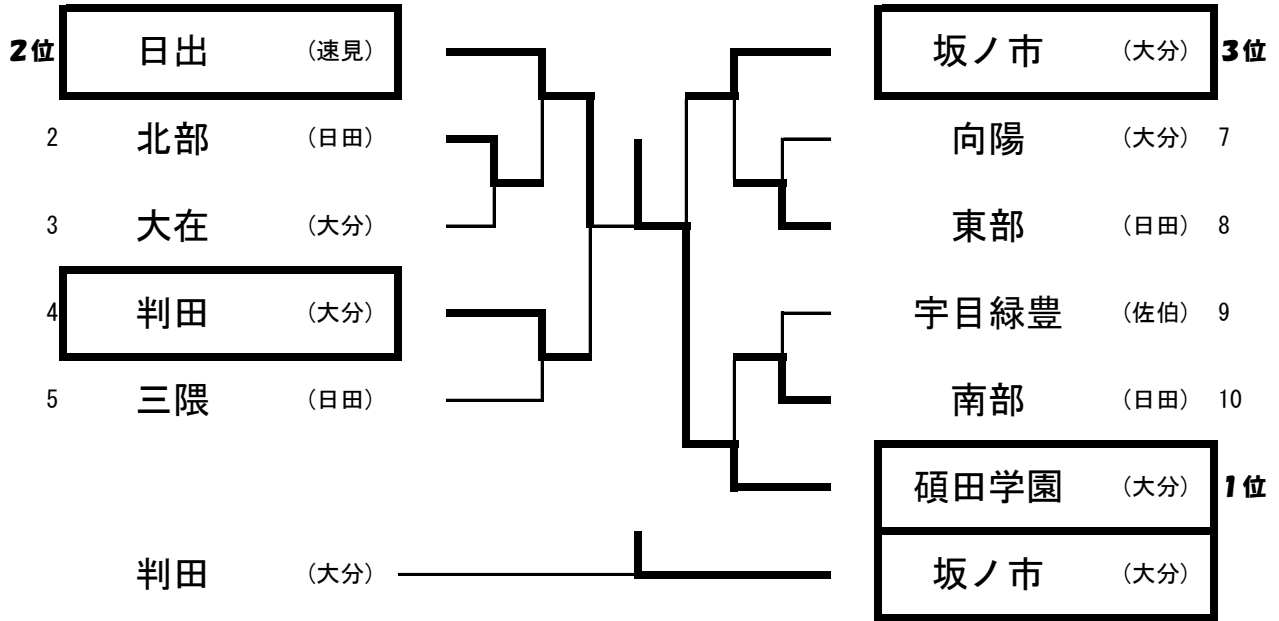 2位 日出 (速見)
2 北部 (日田)
3 大在 (大分)
4 判田 (大分)
5 三隈 (日田)
判田 (大分)
坂ノ市 (大分) 3位
向陽 (大分) 7
東部 (日田) 8
宇目緑豊 (佐伯) 9
南部 (日田) 10
碩田学園 (大分) 1位
坂ノ市 (大分)